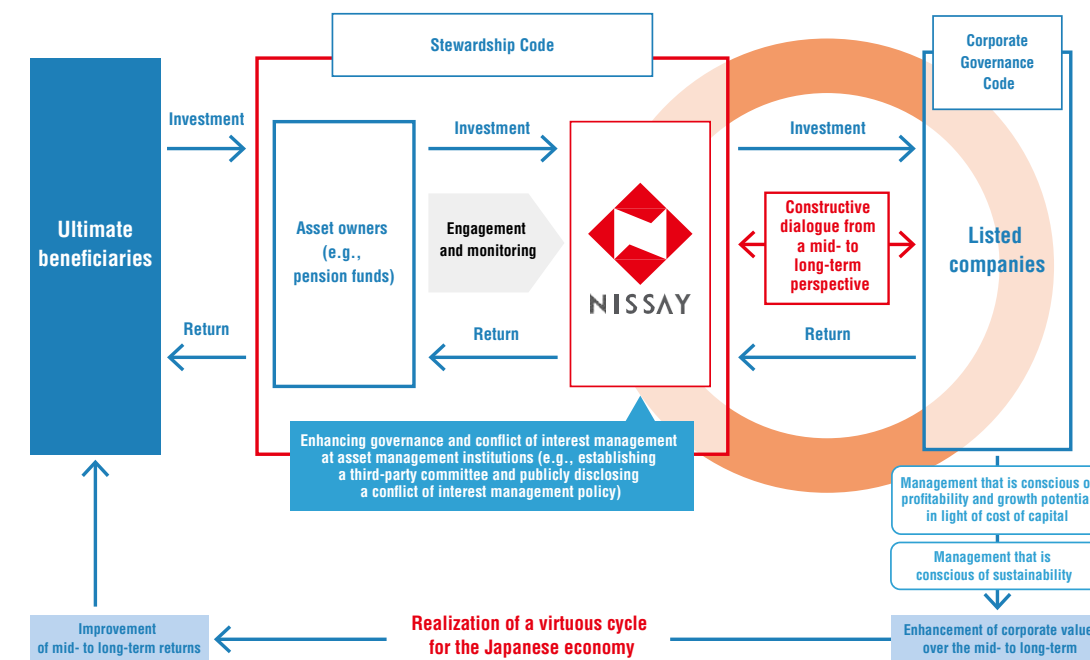 Stewardship Code
Corporate
Governance
Code
Investment
Investment
Investment
Ultimate
beneficiaries
Asset owners
(e.g.,
pension funds)
Engagement
and monitoring
NISSAY
Constructive
dialogue from
a mid- to
long-term
perspective
Listed
companies
Return
Return
Return
Enhancing governance and conflict of interest management
at asset management institutions (e.g., establishing
a third-party committee and publicly disclosing
a conflict of interest management policy)
Management that is conscious of
profitability and growth potential
in light of cost of capital
Management that is
conscious of sustainability
Improvement
of mid- to long-term returns
Realization of a virtuous cycle
for the Japanese economy
Enhancement of corporate value
over the mid- to long-term